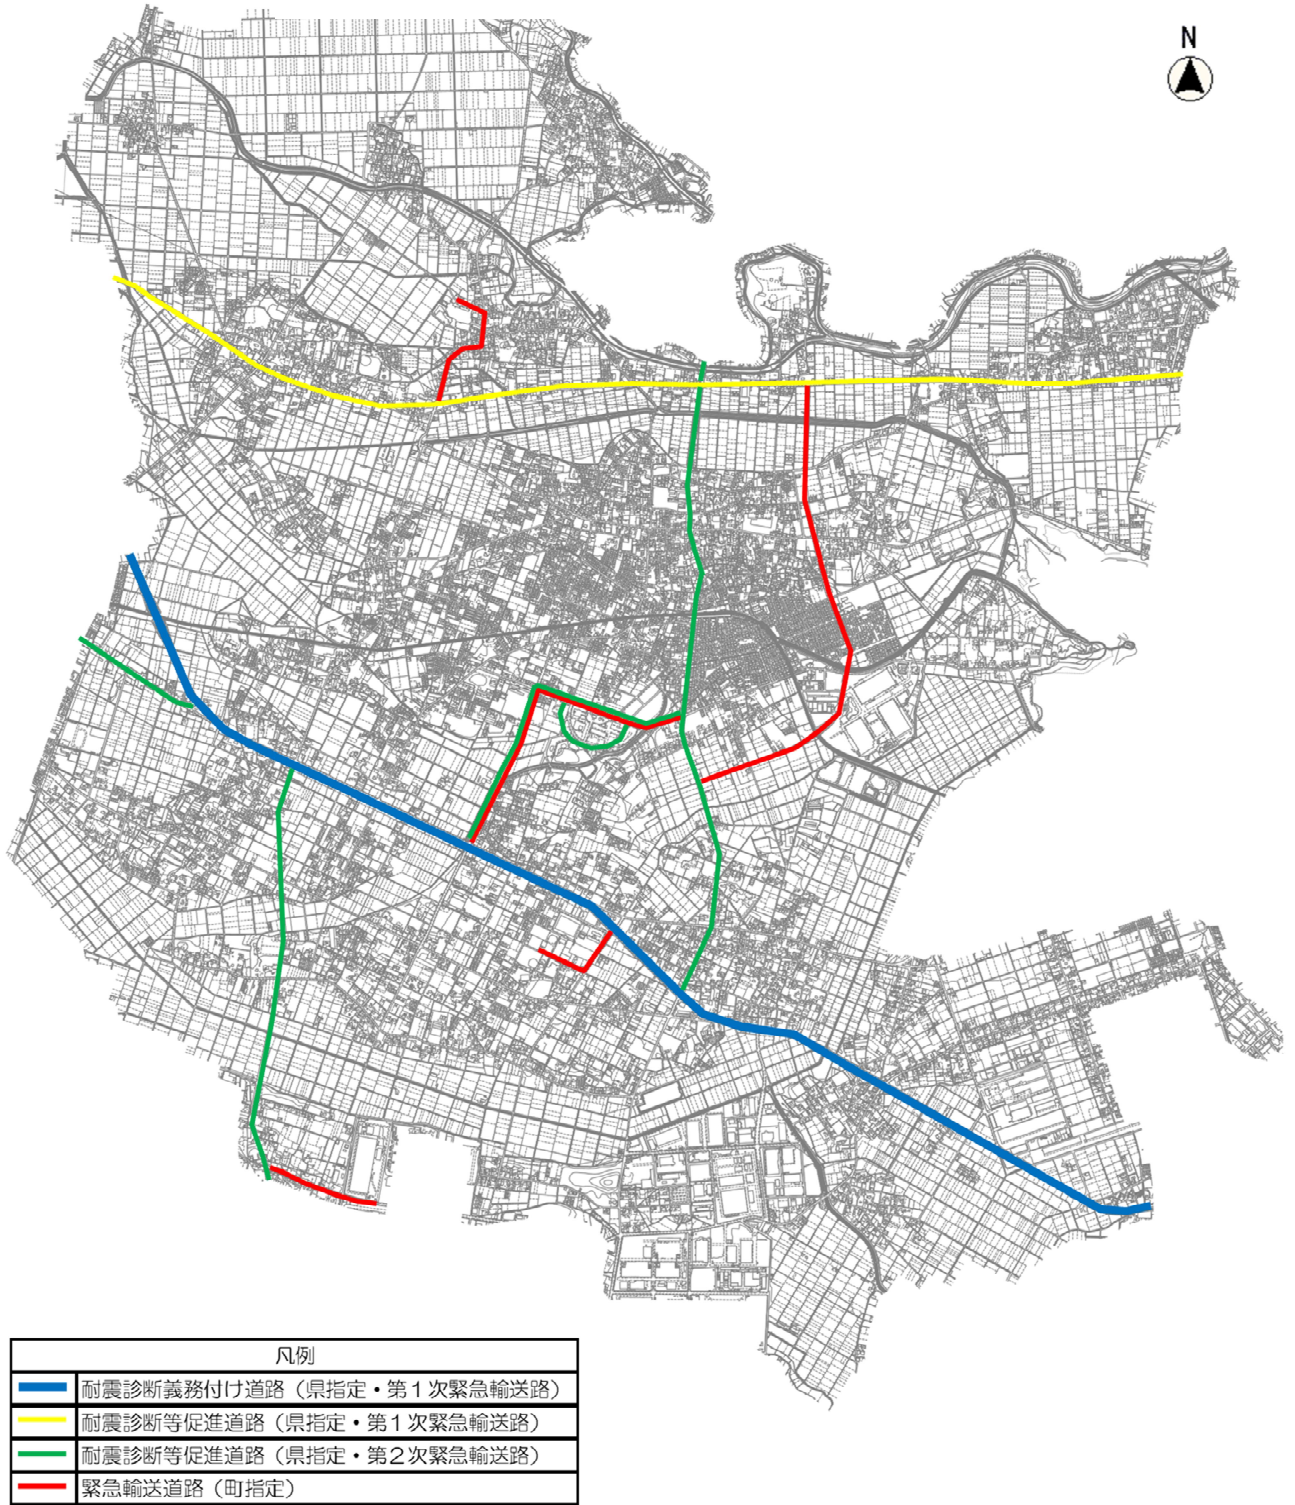 N
凡例
耐震診断義務付け道路（県指定・第１次緊急輸送路）
耐震診断等促進道路（県指定・第１次緊急輸送路）
耐震診断等促進道路（県指定・第２次緊急輸送路）
緊急輸送道路（町指定）